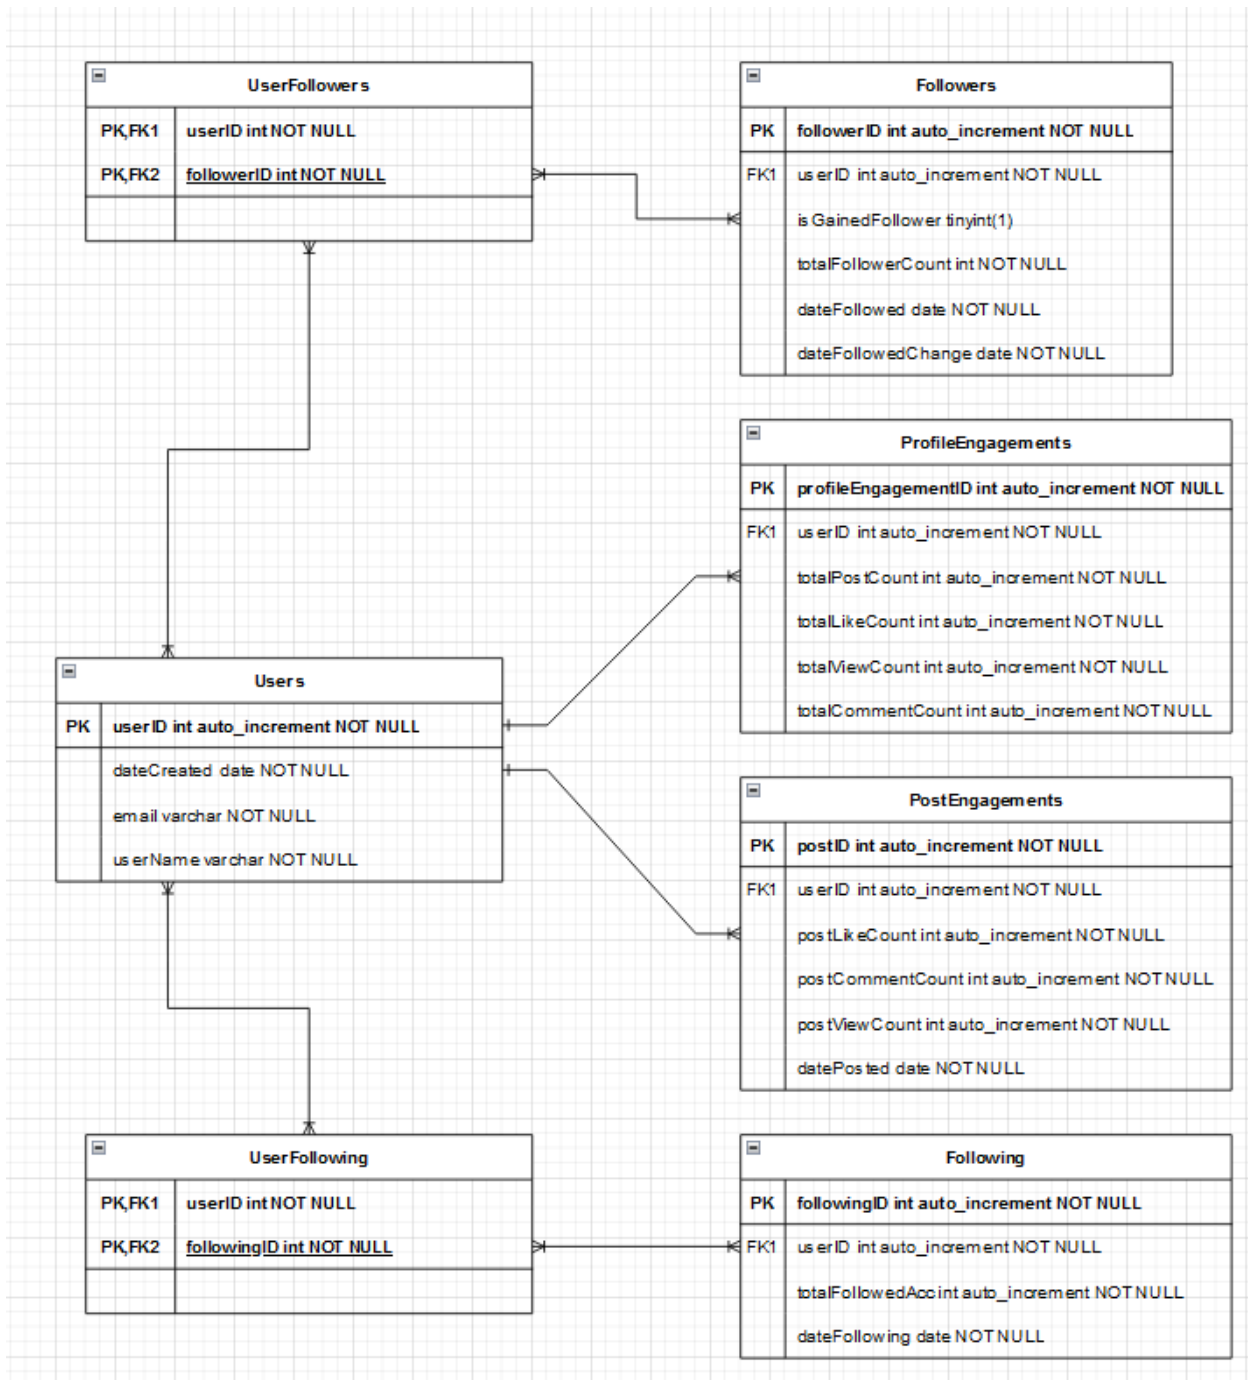 UserFollowers
PK,FK1 userID int NOT NULL
PK,FK2 followerID int NOT NULL
Followers
PK followerID int auto_increment NOT NULL
FK1 userID int auto_increment NOT NULL
isGainedFollower tinyint(1)
totalFollowerCount int NOT NULL
dateFollowed date NOT NULL
dateFollowedChange date NOT NULL
ProfileEngagements
PK profileEngagementID int auto_increment NOT NULL
FK1 userID int auto_increment NOT NULL
totalPostCount int auto_increment NOT NULL
totalLikeCount int auto_increment NOT NULL
totalViewCount int auto_increment NOT NULL
totalCommentCount int auto_increment NOT NULL
Users
PK userID int auto_increment NOT NULL
dateCreated date NOT NULL
email varchar NOT NULL
userName varchar NOT NULL
PostEngagements
PK postID int auto_increment NOT NULL
FK1 userID int auto_increment NOT NULL
postLikeCount int auto_increment NOT NULL
postCommentCount int auto_increment NOT NULL
postViewCount int auto_increment NOT NULL
datePosted date NOT NULL
UserFollowing
PK,FK1 userID int NOT NULL
PK,FK2 followingID int NOT NULL
Following
PK followingID int auto_increment NOT NULL
FK1 userID int auto_increment NOT NULL
totalFollowedAcc int auto_increment NOT NULL
dateFollowing date NOT NULL